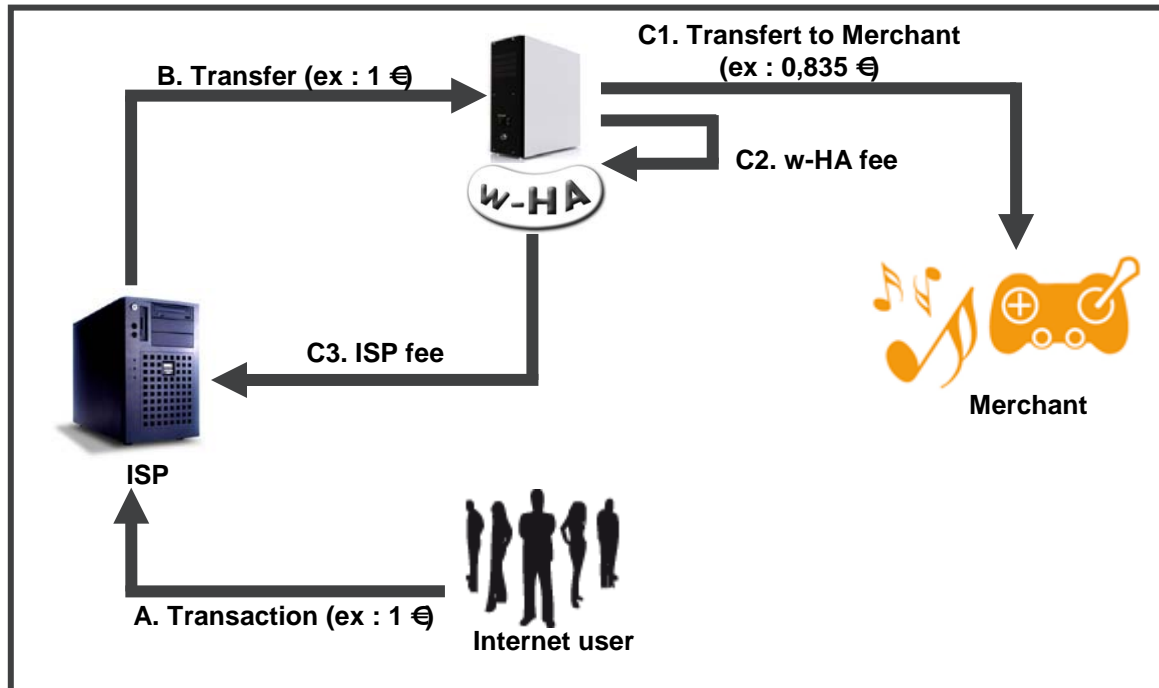 C1. Transfert to Merchant
(ex : 0,835 €)
B. Transfer (ex : 1 €)
C2. w-HA fee
w-HA
C3. ISP fee
Merchant
ISP
A. Transaction (ex : 1 €)
Internet user